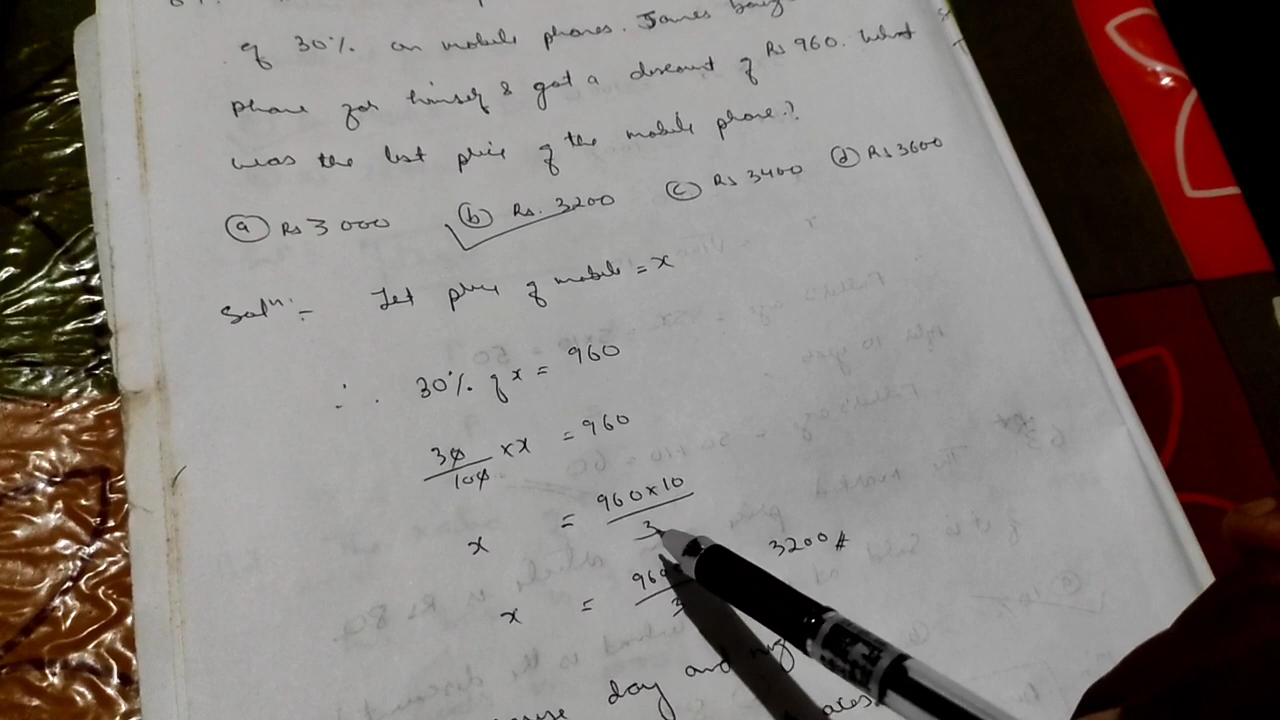 of 30% on mobile phones. James
phone for himself & got a discount of Rs 960. What
was the list price of the mobile phone.?
(a) Rs 3000 (b) Rs. 3200 (c) Rs 3400 (d) Rs 3600
Solⁿ:- Let price of mobile = x
∴ 30% of x = 960
30/100 × x = 960
x = 960×10/3
x = 960 3200 #
day and